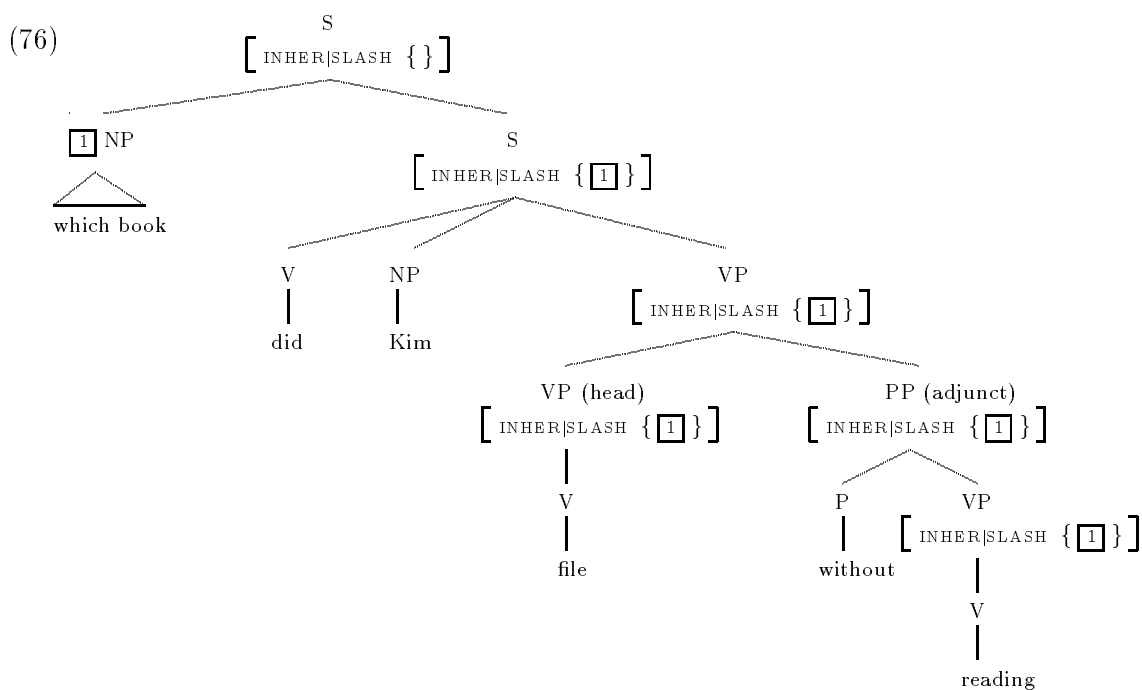 (76)
S
[ INHER|SLASH { } ]
1 NP
S
[ INHER|SLASH { 1 } ]
which book
V NP VP
[ INHER|SLASH { 1 } ]
did Kim
VP (head) PP (adjunct)
[ INHER|SLASH { 1 } ] [ INHER|SLASH { 1 } ]
V P VP
[ INHER|SLASH { 1 } ]
file without
V
reading